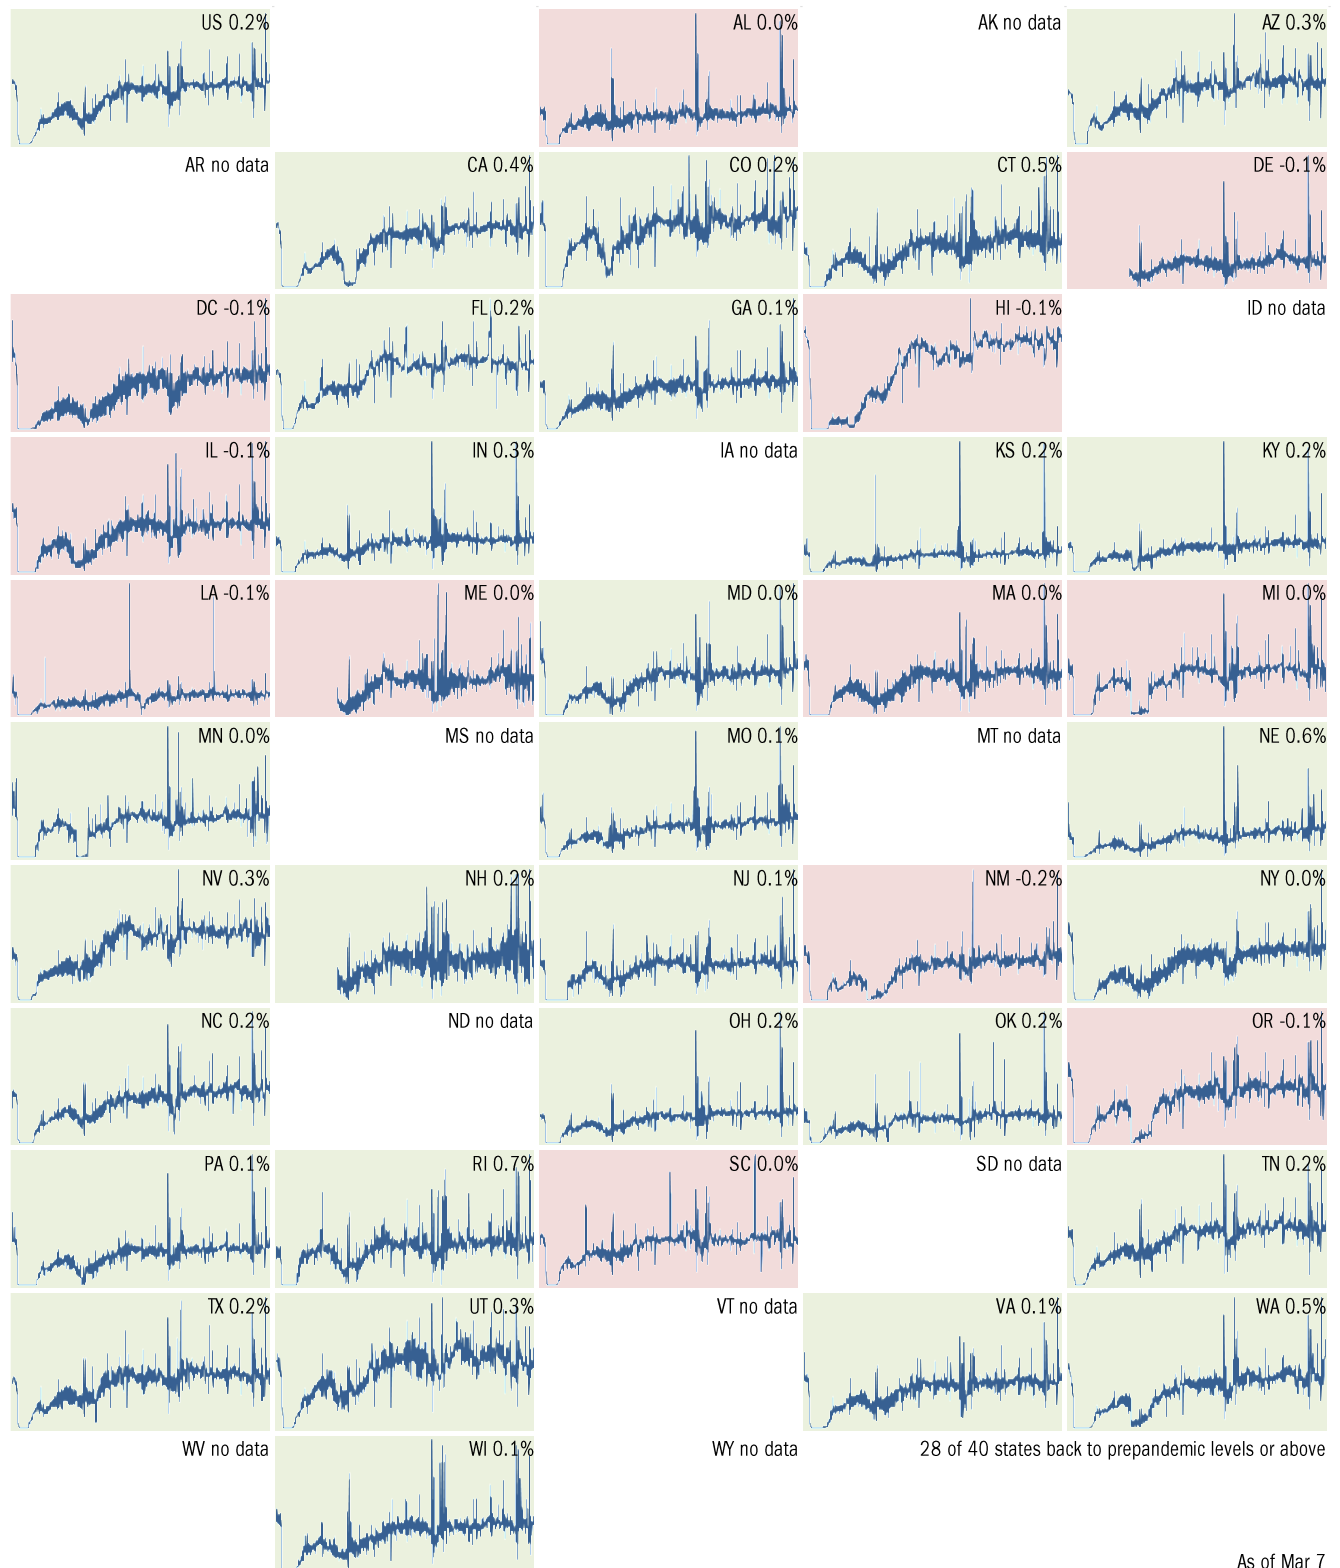 US 0.2%
AL 0.0%
AK no data
AZ 0.3%
AR no data
CA 0.4%
CO 0.2%
CT 0.5%
DE -0.1%
DC -0.1%
FL 0.2%
GA 0.1%
HI -0.1%
ID no data
IL -0.1%
IN 0.3%
IA no data
KS 0.2%
KY 0.2%
LA -0.1%
ME 0.0%
MD 0.0%
MA 0.0%
MI 0.0%
MN 0.0%
MS no data
MO 0.1%
MT no data
NE 0.6%
NV 0.3%
NH 0.2%
NJ 0.1%
NM -0.2%
NY 0.0%
NC 0.2%
ND no data
OH 0.2%
OK 0.2%
OR -0.1%
PA 0.1%
RI 0.7%
SC 0.0%
SD no data
TN 0.2%
TX 0.2%
UT 0.3%
VT no data
VA 0.1%
WA 0.5%
WV no data
WI 0.1%
WY no data
28 of 40 states back to prepandemic levels or above
As of Mar 7